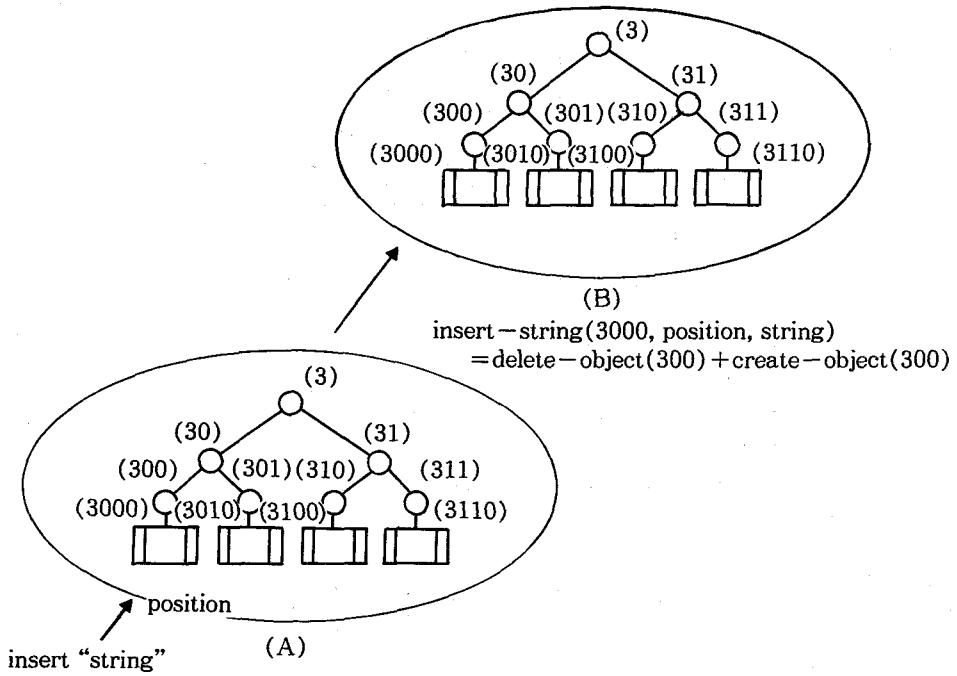 (3)
(30) (31)
(300) (301) (310) (311)
(3000) (3010) (3100) (3110)
(B)
insert−string(3000, position, string)
=delete−object(300)+create−object(300)
(3)
(30) (31)
(300) (301) (310) (311)
(3000) (3010) (3100) (3110)
position
(A)
insert “string”